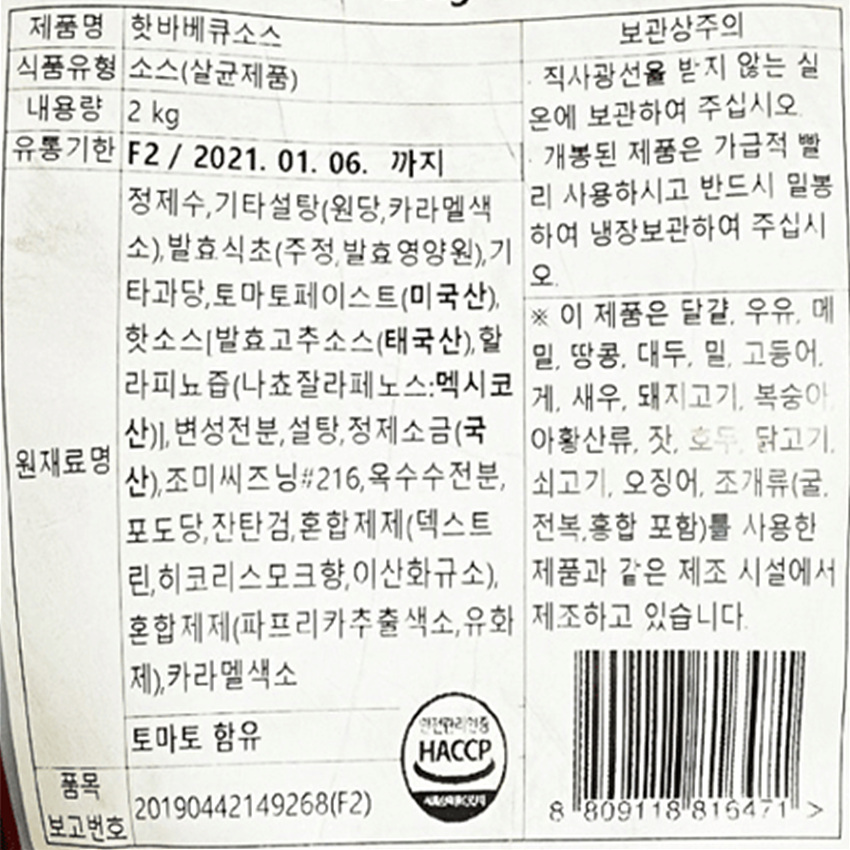 제품명 핫바베큐소스
식품유형 소스(살균제품)
내용량 2 kg
유통기한 F2 / 2021. 01. 06. 까지
원재료명
정제수,기타설탕(원당,카라멜색
소),발효식초(주정,발효영양원),기
타과당,토마토페이스트(미국산),
핫소스[발효고추소스(태국산),할
라피뇨즙(나쵸잘라페노스:멕시코
산)],변성전분,설탕,정제소금(국
산),조미씨즈닝#216,옥수수전분,
포도당,잔탄검,혼합제제(덱스트
린,히코리스모크향,이산화규소),
혼합제제(파프리카추출색소,유화
제),카라멜색소
토마토 함유
품목
보고번호
20190442149268(F2)
보관상주의
· 직사광선을 받지 않는 실
온에 보관하여 주십시오.
· 개봉된 제품은 가급적 빨
리 사용하시고 반드시 밀봉
하여 냉장보관하여 주십시
오.
※ 이 제품은 달걀, 우유, 메
밀, 땅콩, 대두, 밀, 고등어,
게, 새우, 돼지고기, 복숭아,
아황산류, 잣, 호두, 닭고기,
쇠고기, 오징어, 조개류(굴,
전복,홍합 포함)를 사용한
제품과 같은 제조 시설에서
제조하고 있습니다.
안전관리인증
HACCP
8 809118 816471 >